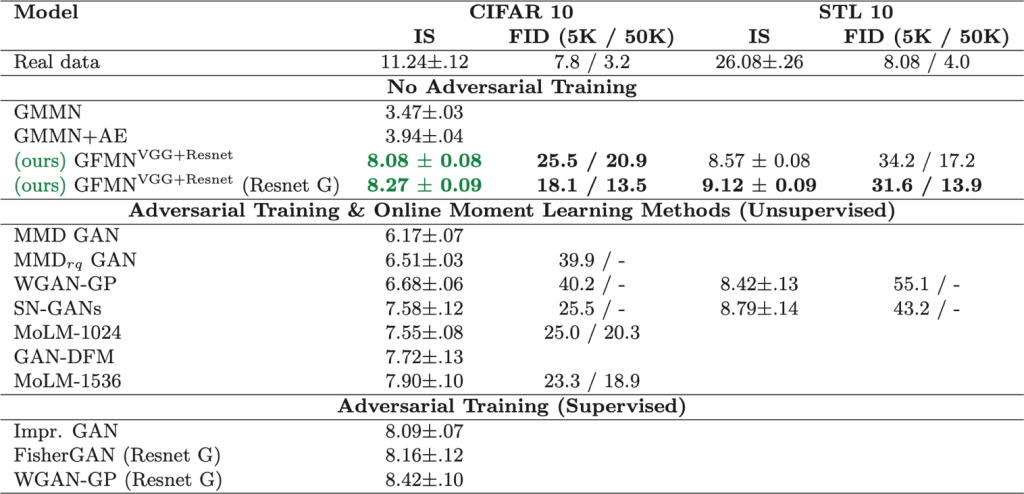 Model CIFAR 10 STL 10
IS FID (5K / 50K) IS FID (5K / 50K)
Real data 11.24±.12 7.8 / 3.2 26.08±.26 8.08 / 4.0
No Adversarial Training
GMMN 3.47±.03
GMMN+AE 3.94±.04
(ours) GFMN^VGG+Resnet 8.08 ± 0.08 25.5 / 20.9 8.57 ± 0.08 34.2 / 17.2
(ours) GFMN^VGG+Resnet (Resnet G) 8.27 ± 0.09 18.1 / 13.5 9.12 ± 0.09 31.6 / 13.9
Adversarial Training & Online Moment Learning Methods (Unsupervised)
MMD GAN 6.17±.07
MMD_rq GAN 6.51±.03 39.9 / -
WGAN-GP 6.68±.06 40.2 / - 8.42±.13 55.1 / -
SN-GANs 7.58±.12 25.5 / - 8.79±.14 43.2 / -
MoLM-1024 7.55±.08 25.0 / 20.3
GAN-DFM 7.72±.13
MoLM-1536 7.90±.10 23.3 / 18.9
Adversarial Training (Supervised)
Impr. GAN 8.09±.07
FisherGAN (Resnet G) 8.16±.12
WGAN-GP (Resnet G) 8.42±.10